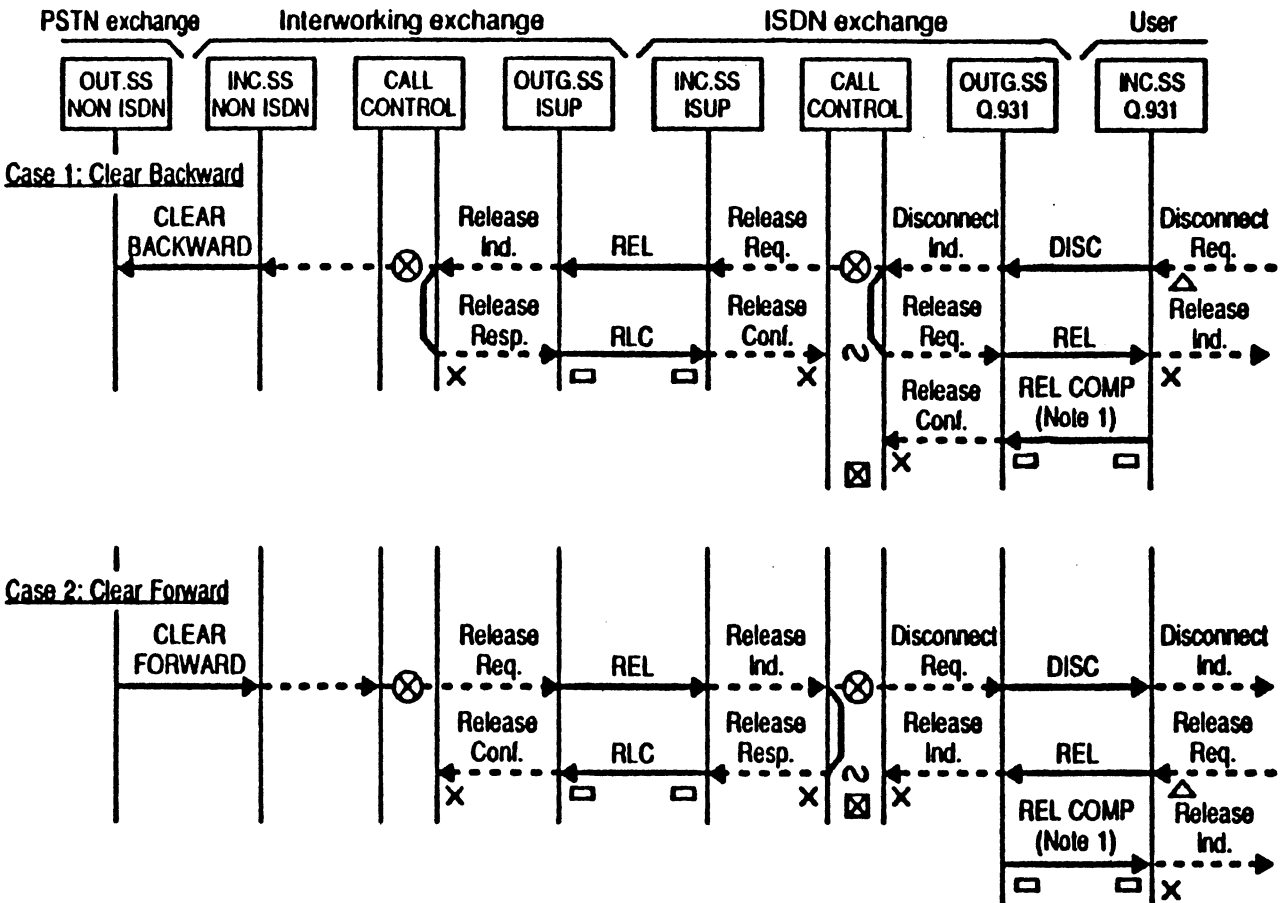 PSTN exchange
Interworking exchange
ISDN exchange
User
OUT.SS
NON ISDN
INC.SS
NON ISDN
CALL
CONTROL
OUTG.SS
ISUP
INC.SS
ISUP
CALL
CONTROL
OUTG.SS
Q.931
INC.SS
Q.931
Case 1: Clear Backward
CLEAR
BACKWARD
Release
Ind.
REL
Release
Req.
Disconnect
Ind.
DISC
Disconnect
Req.
Release
Resp.
RLC
Release
Conf.
Release
Req.
REL
Release
Ind.
Release
Conf.
REL COMP
(Note 1)
Case 2: Clear Forward
CLEAR
FORWARD
Release
Req.
REL
Release
Ind.
Disconnect
Req.
DISC
Disconnect
Ind.
Release
Conf.
RLC
Release
Resp.
Release
Ind.
REL
Release
Req.
REL COMP
(Note 1)
Release
Ind.